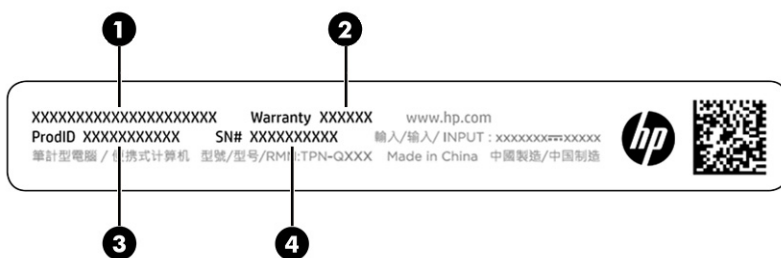 1 2
XXXXXXXXXXXXXXXXXXXXX Warranty XXXXXX www.hp.com
ProdID XXXXXXXXXXX SN# XXXXXXXXXX 輸入/输入/ INPUT : xxxxxxx⎓xxxxx
筆計型電腦 / 便携式计算机 型號/型号/RMN:TPN-QXXX Made in China 中國製造/中国制造
hp
3 4